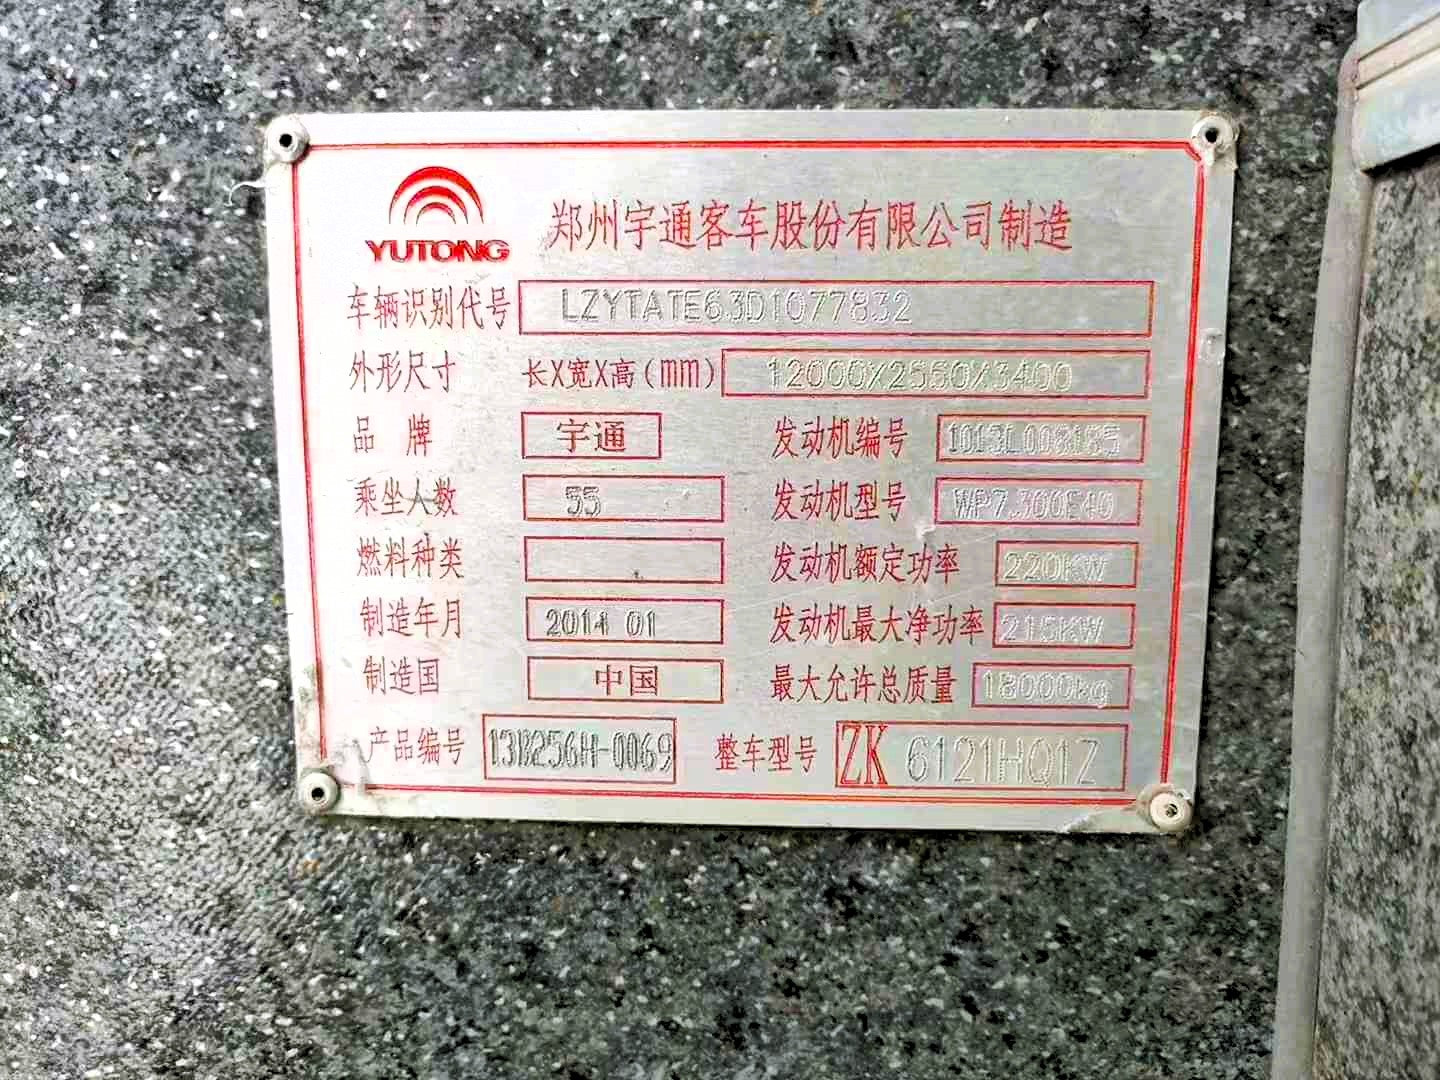 YUTONG
郑州宇通客车股份有限公司制造
车辆识别代号 LZYTATE63D1077832
外形尺寸 长X宽X高(mm) 12000X2550X3400
品 牌 宇通 发动机编号 1013L008185
乘坐人数 55 发动机型号 WP7.300E40
燃料种类 发动机额定功率 220KW
制造年月 2014 01 发动机最大净功率 215KW
制造国 中国 最大允许总质量 18000kg
产品编号 13B256H-0069 整车型号 ZK 6121HQ1Z